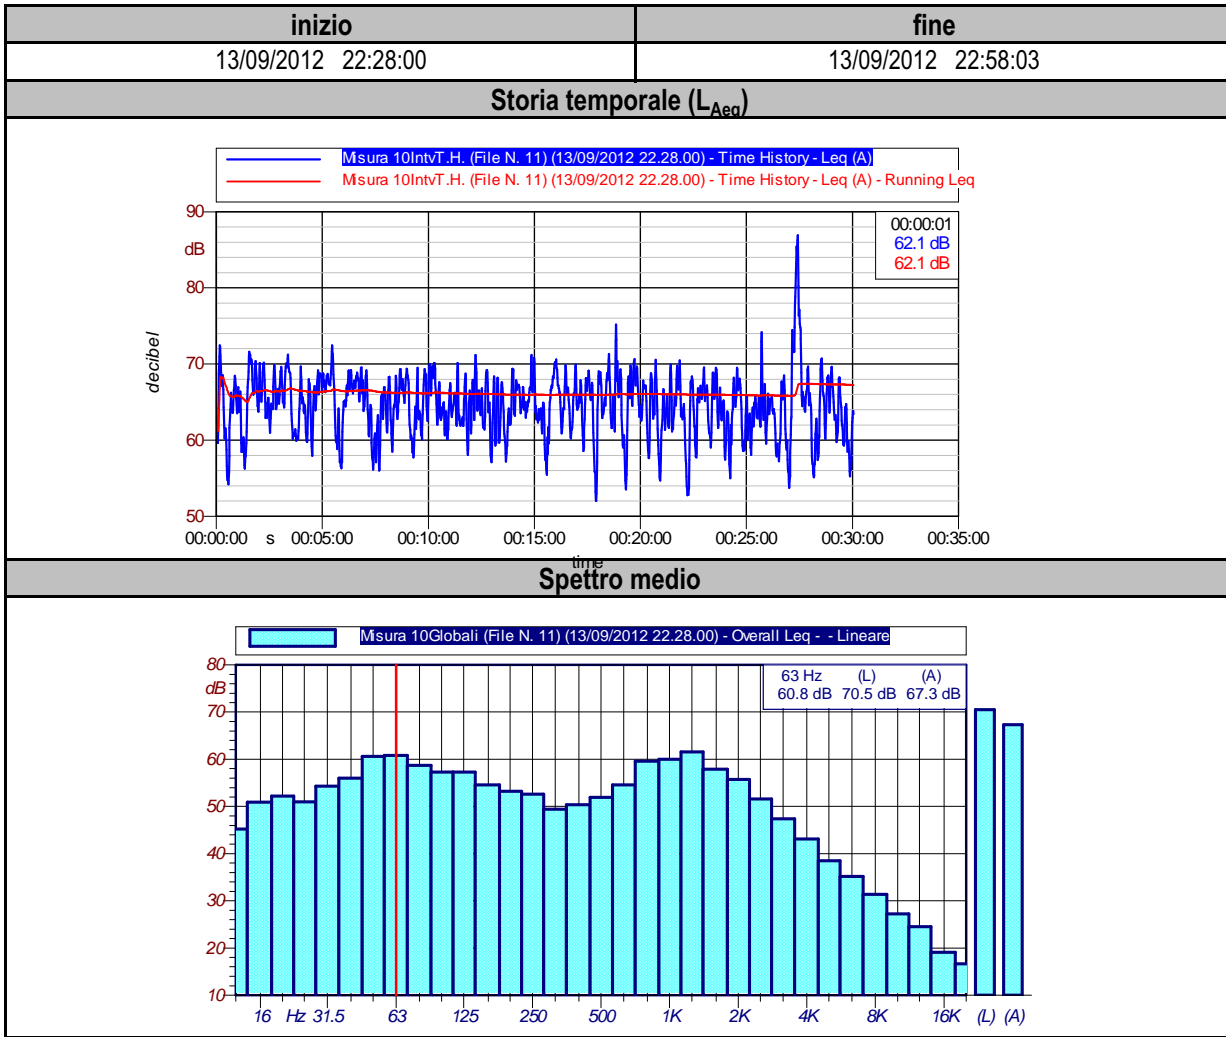 inizio fine
13/09/2012 22:28:00 13/09/2012 22:58:03
Storia temporale (LAeq)
Misura 10IntvT.H. (File N. 11) (13/09/2012 22.28.00) - Time History - Leq (A)
Misura 10IntvT.H. (File N. 11) (13/09/2012 22.28.00) - Time History - Leq (A) - Running Leq
90
dB
80
70
60
50
decibel
00:00:01
62.1 dB
62.1 dB
00:00:00 s 00:05:00 00:10:00 00:15:00 00:20:00 00:25:00 00:30:00 00:35:00
time
Spettro medio
Misura 10Globali (File N. 11) (13/09/2012 22.28.00) - Overall Leq - - Lineare
80
dB
70
60
50
40
30
20
10
63 Hz (L) (A)
60.8 dB 70.5 dB 67.3 dB
16 Hz 31.5 63 125 250 500 1K 2K 4K 8K 16K (L) (A)